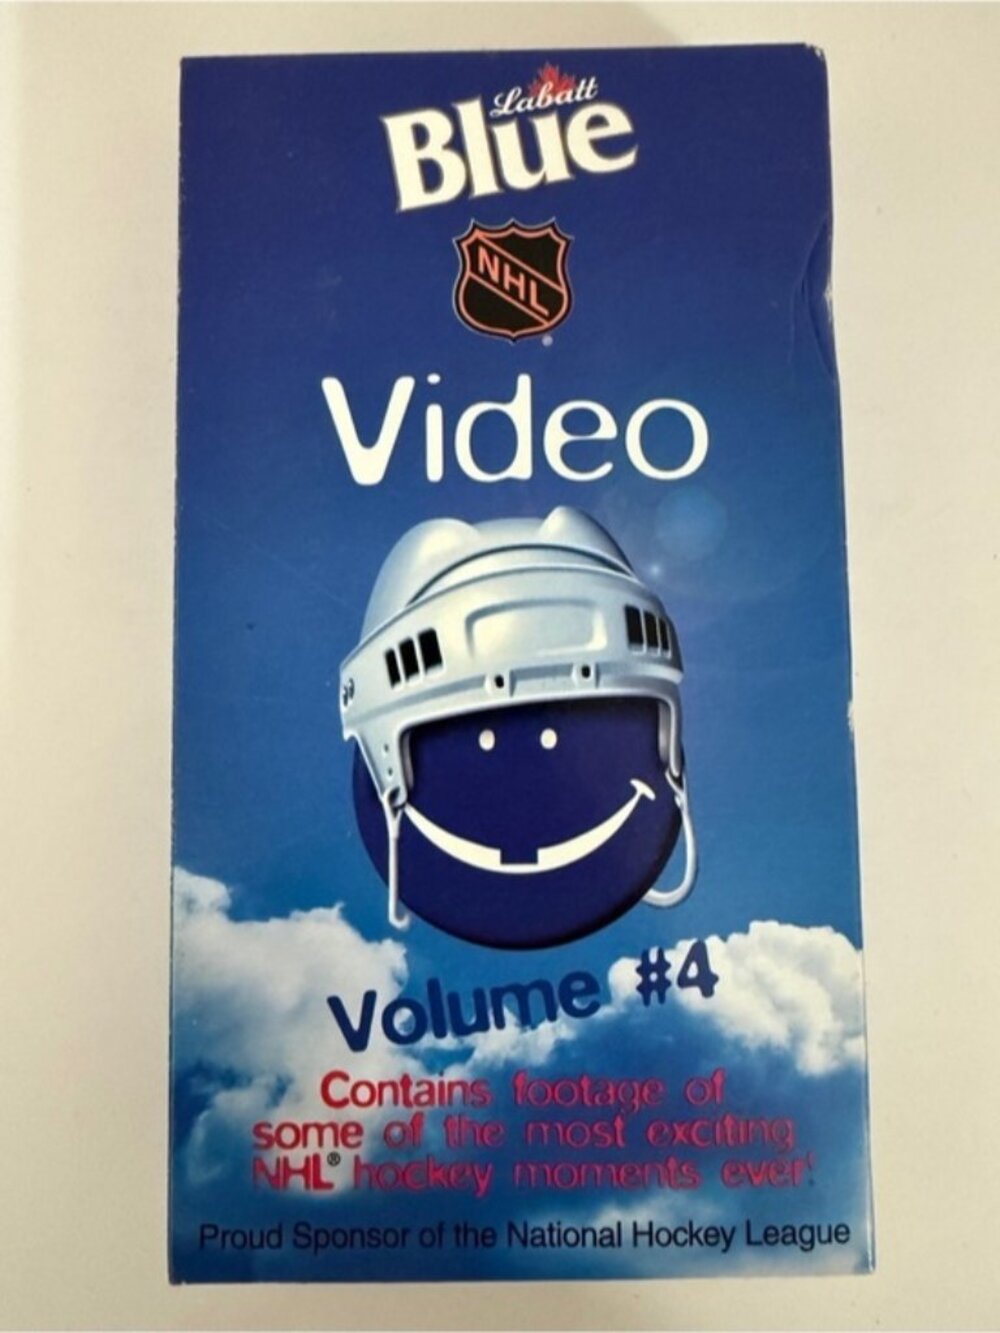 Labatt
Blue
NHL
Video
Volume #4
Contains footage of
some of the most exciting
NHL® hockey moments ever!
Proud Sponsor of the National Hockey League